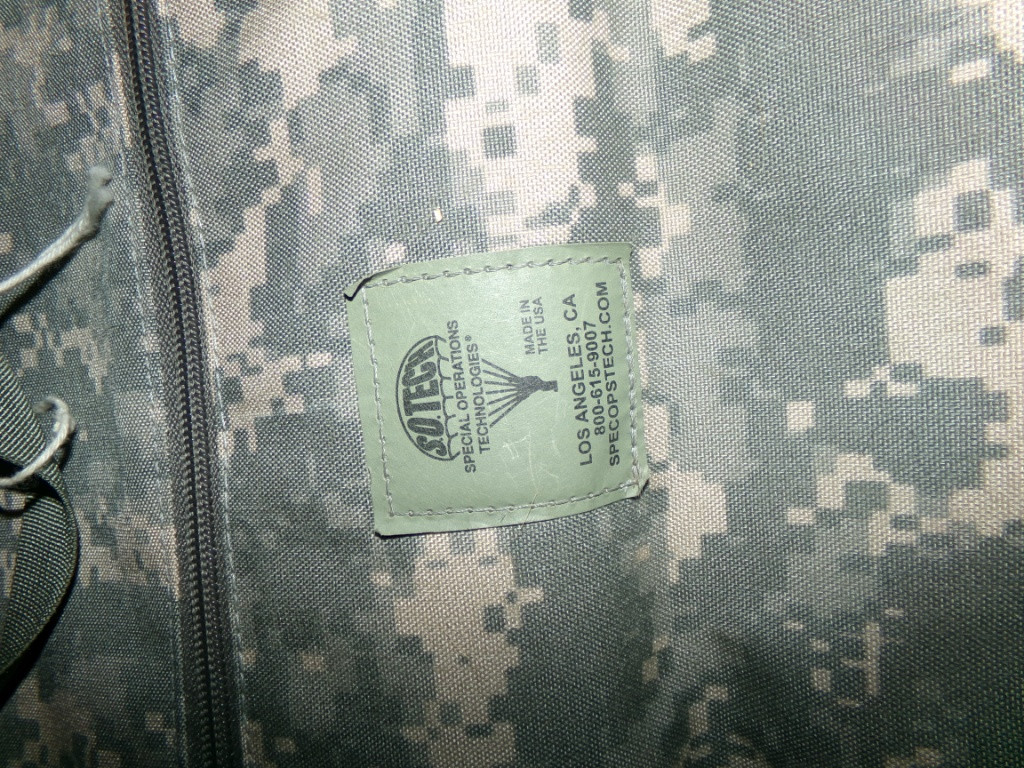 S.O.TECH
SPECIAL OPERATIONS
TECHNOLOGIES®
MADE IN
THE USA
LOS ANGELES, CA
800-615-9007
SPECOPSTECH.COM